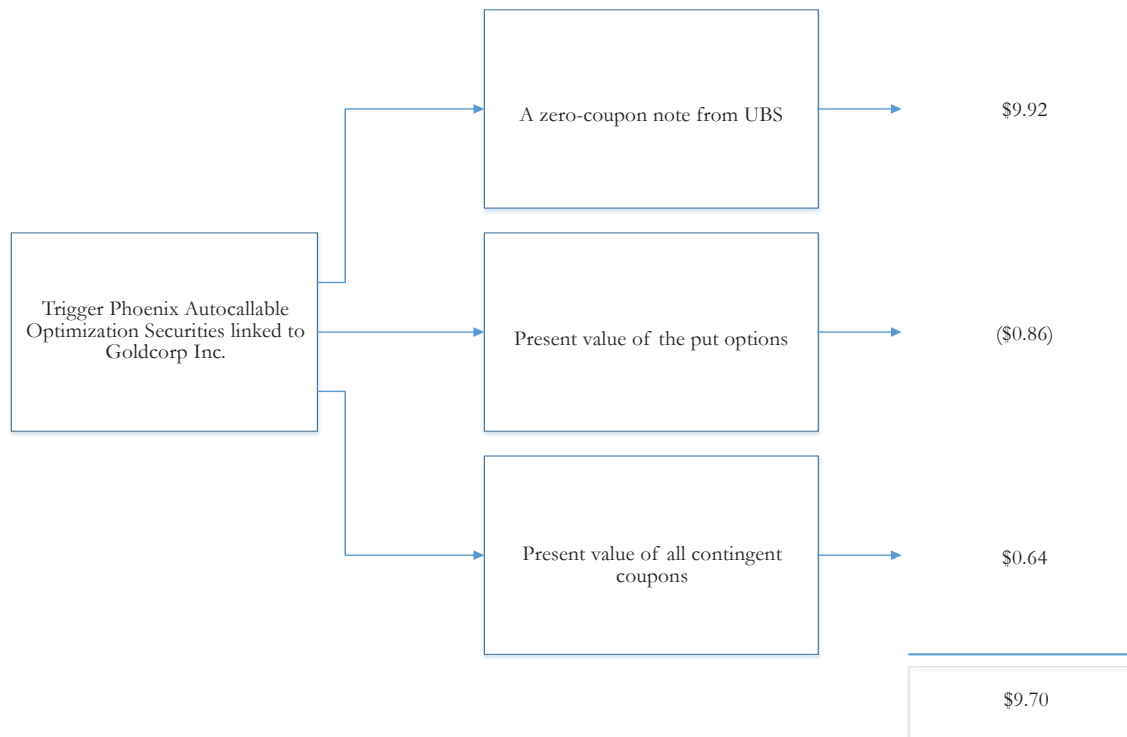 A zero-coupon note from UBS
$9.92
Trigger Phoenix Autocallable
Optimization Securities linked to
Goldcorp Inc.
Present value of the put options
($0.86)
Present value of all contingent
coupons
$0.64
$9.70